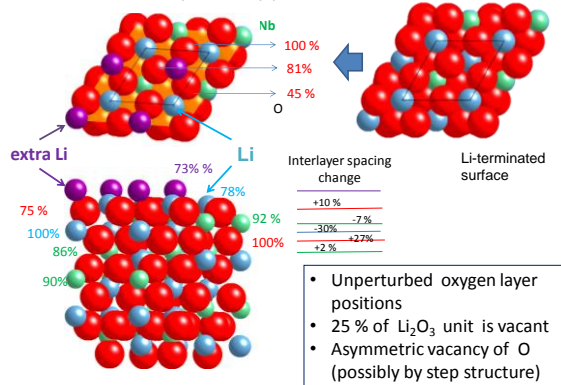 Nb
100 %
81%
45 %
O
extra Li
Li
73% %
78%
Interlayer spacing
change
Li-terminated
surface
75 %
92 %
100%
100%
86%
90%
+10 %
-7 %
-30%
+27%
+2 %
• Unperturbed oxygen layer
positions
• 25 % of Li₂O₃ unit is vacant
• Asymmetric vacancy of O
(possibly by step structure)